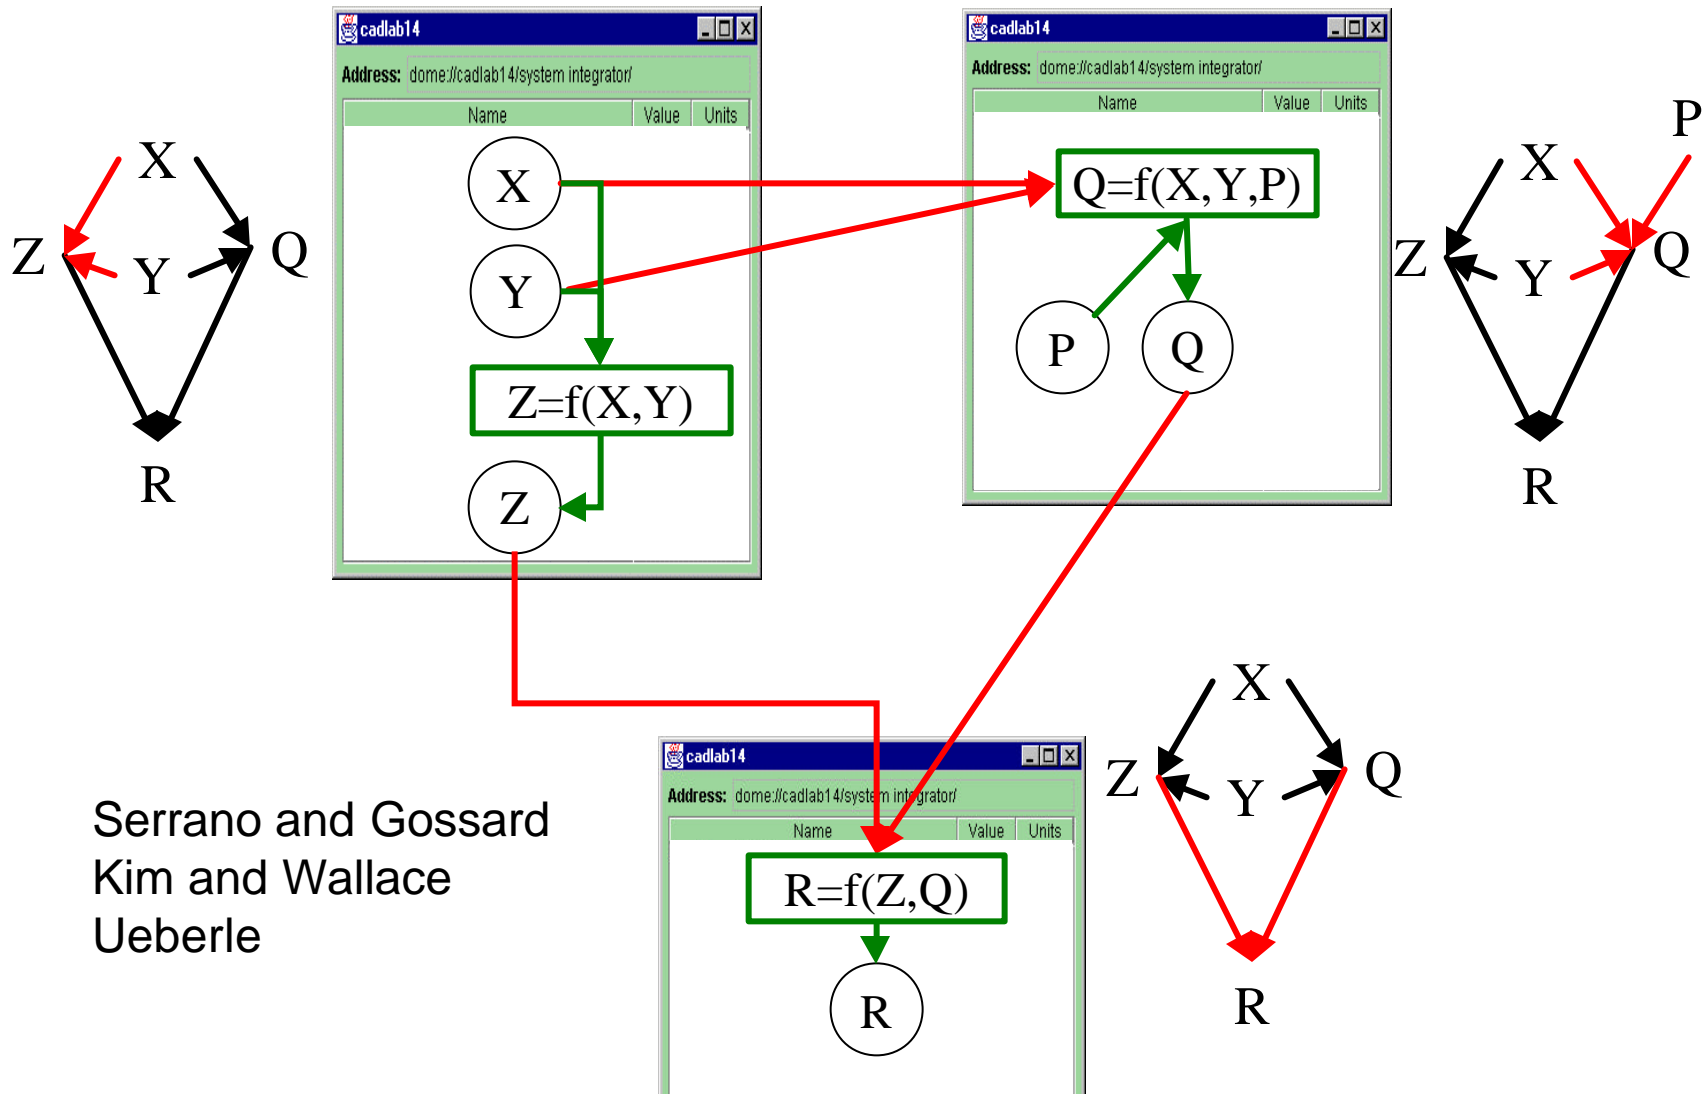 cadlab14
Address: dome://cadlab14/system integrator/
Name Value Units
X
Y
Z=f(X,Y)
Z
cadlab14
Address: dome://cadlab14/system integrator/
Name Value Units
Q=f(X,Y,P)
P Q
X
Z Y Q
R
P
X
Z Y Q
R
cadlab14
Address: dome://cadlab14/system integrator/
Name Value Units
R=f(Z,Q)
R
X
Z Y Q
R
Serrano and Gossard
Kim and Wallace
Ueberle